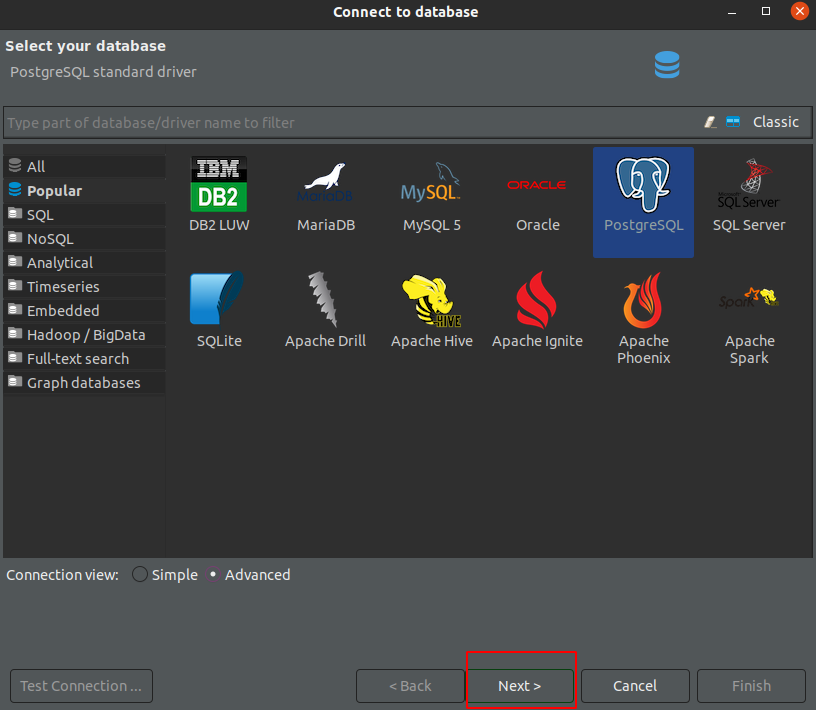 Connect to database
Select your database
PostgreSQL standard driver
Type part of database/driver name to filter
Classic
All
Popular
SQL
NoSQL
Analytical
Timeseries
Embedded
Hadoop / BigData
Full-text search
Graph databases
IBM
DB2
MariaDB
MySQL
ORACLE
Microsoft
SQL Server
DB2 LUW
MariaDB
MySQL 5
Oracle
PostgreSQL
SQL Server
HIVE
Spark
SQLite
Apache Drill
Apache Hive
Apache Ignite
Apache
Phoenix
Apache
Spark
Connection view:
Simple
Advanced
Test Connection ...
< Back
Next >
Cancel
Finish